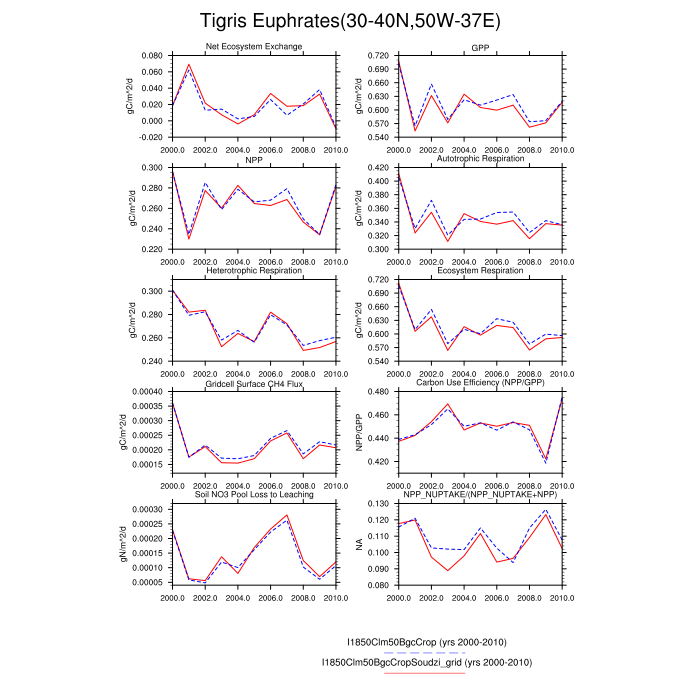 Tigris Euphrates(30-40N,50W-37E)
Net Ecosystem Exchange
GPP
gC/m^2/d
0.080
0.060
0.040
0.020
0.000
-0.020
2000.0 2002.0 2004.0 2006.0 2008.0 2010.0
gC/m^2/d
0.720
0.690
0.660
0.630
0.600
0.570
0.540
2000.0 2002.0 2004.0 2006.0 2008.0 2010.0
NPP
Autotrophic Respiration
gC/m^2/d
0.300
0.280
0.260
0.240
0.220
2000.0 2002.0 2004.0 2006.0 2008.0 2010.0
gC/m^2/d
0.420
0.400
0.380
0.360
0.340
0.320
0.300
2000.0 2002.0 2004.0 2006.0 2008.0 2010.0
Heterotrophic Respiration
Ecosystem Respiration
gC/m^2/d
0.300
0.280
0.260
0.240
2000.0 2002.0 2004.0 2006.0 2008.0 2010.0
gC/m^2/d
0.720
0.690
0.660
0.630
0.600
0.570
0.540
2000.0 2002.0 2004.0 2006.0 2008.0 2010.0
Gridcell Surface CH4 Flux
Carbon Use Efficiency (NPP/GPP)
gC/m^2/d
0.00040
0.00035
0.00030
0.00025
0.00020
0.00015
2000.0 2002.0 2004.0 2006.0 2008.0 2010.0
NPP/GPP
0.480
0.460
0.440
0.420
2000.0 2002.0 2004.0 2006.0 2008.0 2010.0
Soil NO3 Pool Loss to Leaching
NPP_NUPTAKE/(NPP_NUPTAKE+NPP)
gN/m^2/d
0.00030
0.00025
0.00020
0.00015
0.00010
0.00005
2000.0 2002.0 2004.0 2006.0 2008.0 2010.0
NA
0.130
0.120
0.110
0.100
0.090
0.080
2000.0 2002.0 2004.0 2006.0 2008.0 2010.0
I1850Clm50BgcCrop (yrs 2000-2010)
I1850Clm50BgcCropSoudzi_grid (yrs 2000-2010)